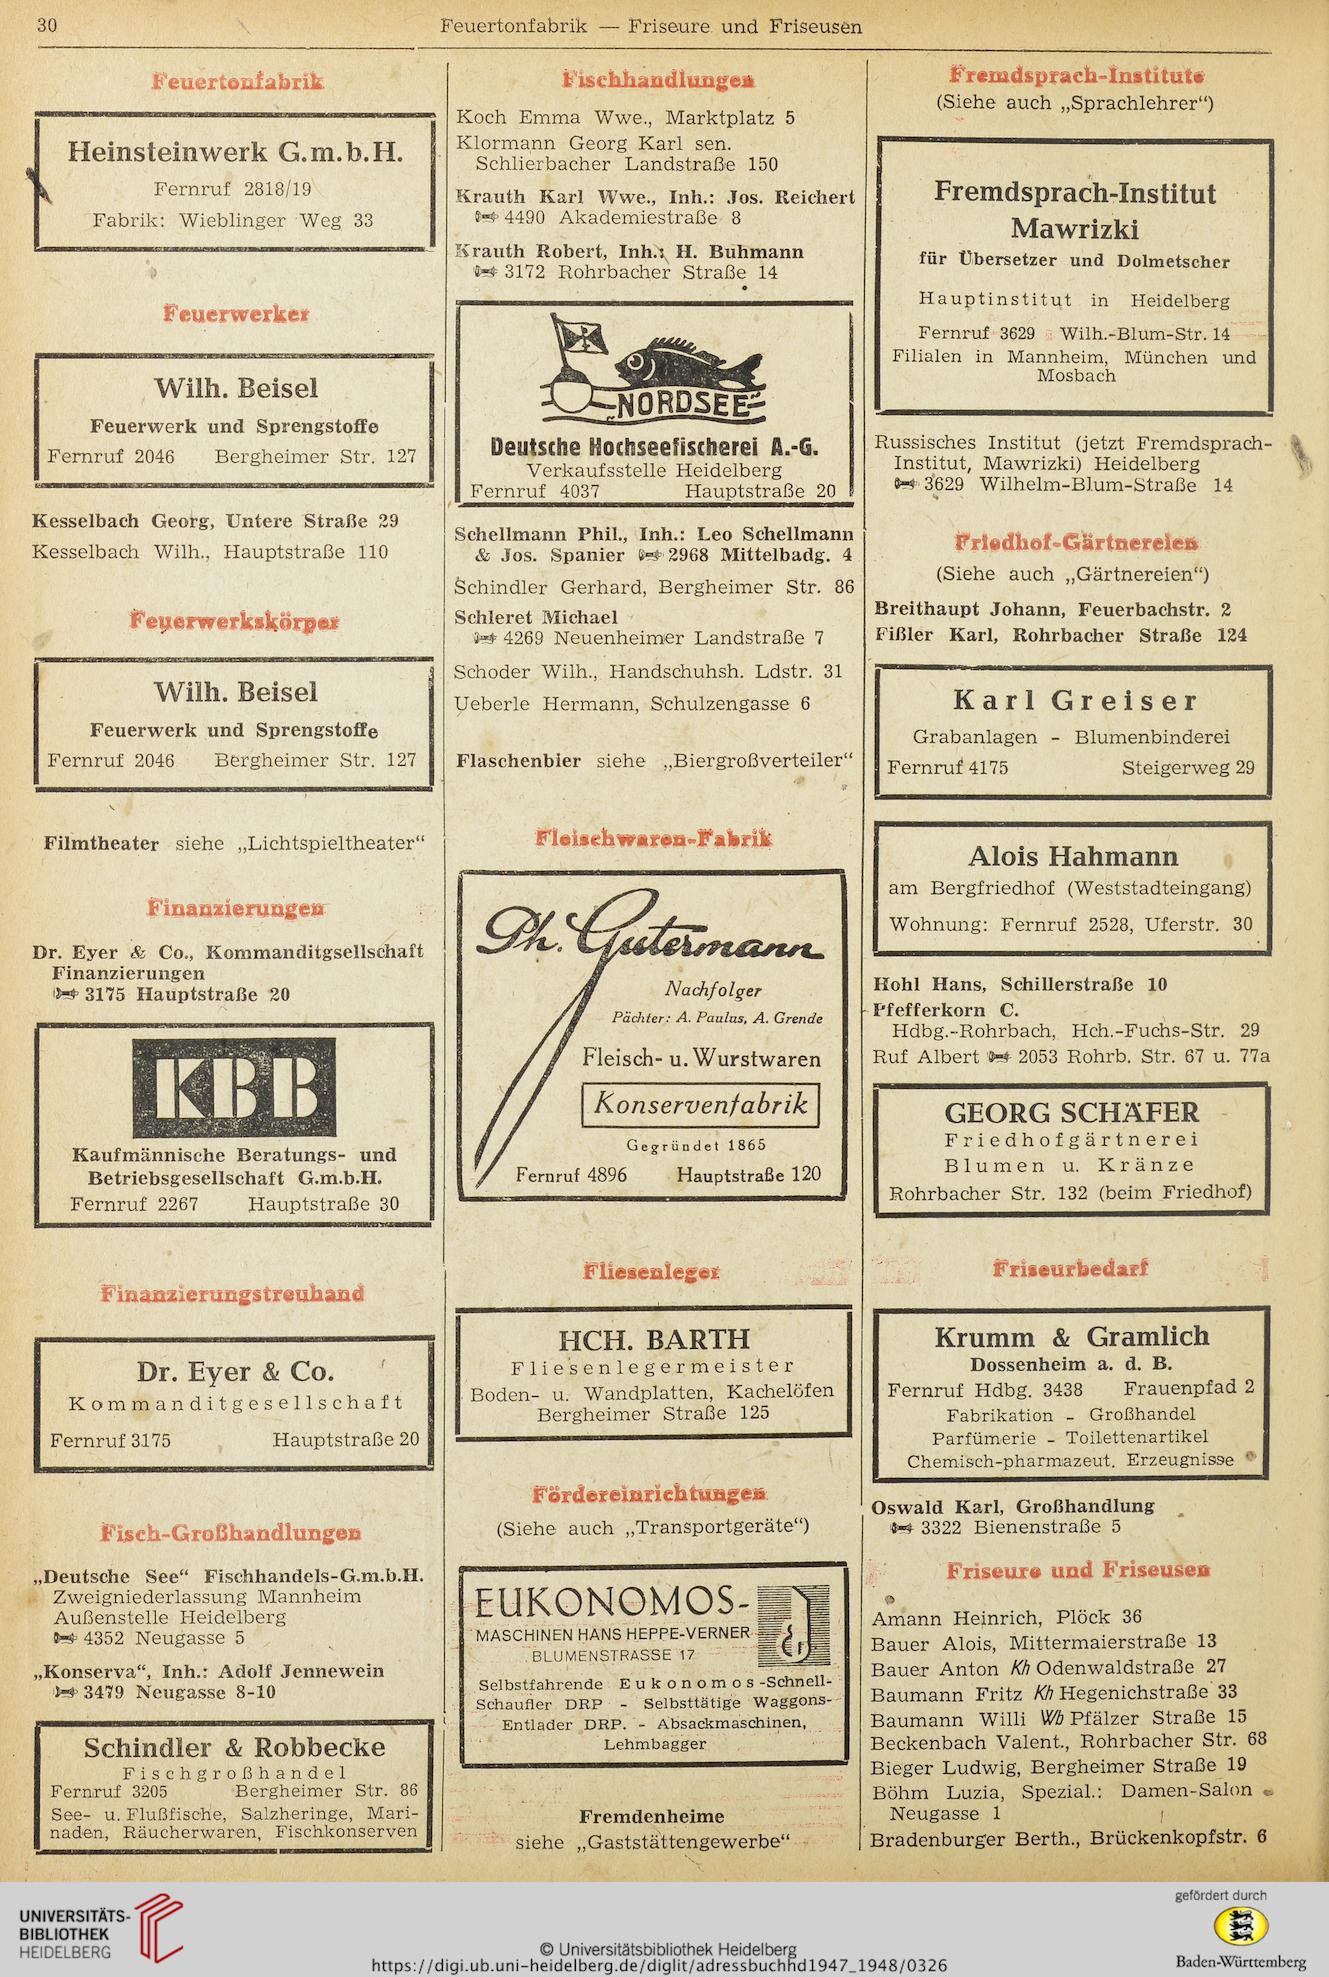 30
Feuertonfabrik — Friseure und Friseusen
Feuertonfabrik
Heinsteinwerk G.m.b.H.
Fernruf 2818/19
Fabrik: Wieblinger Weg 33
Feuerwerker
Wilh. Beisel
Feuerwerk und Sprengstoffe
Fernruf 2046 Bergheimer Str. 127
Kesselbach Georg, Untere Straße 29
Kesselbach Wilh., Hauptstraße 110
Feuerwerkskörper
Wilh. Beisel
Feuerwerk und Sprengstoffe
Fernruf 2046 Bergheimer Str. 127
Filmtheater siehe „Lichtspieltheater“
Finanzierungen
Dr. Eyer & Co., Kommanditgsellschaft
Finanzierungen
3175 Hauptstraße 20
KBB
Kaufmännische Beratungs- und
Betriebsgesellschaft G.m.b.H.
Fernruf 2267 Hauptstraße 30
Finanzierungstreuhand
Dr. Eyer & Co.
Kommanditgesellschaft
Fernruf 3175 Hauptstraße 20
Fisch-Großhandlungen
„Deutsche See“ Fischhandels-G.m.b.H.
Zweigniederlassung Mannheim
Außenstelle Heidelberg
4352 Neugasse 5
„Konserva“, Inh.: Adolf Jennewein
3479 Neugasse 8-10
Schindler & Robbecke
Fischgroßhandel
Fernruf 3205 Bergheimer Str. 86
See- u. Flußfische, Salzheringe, Mari-
naden, Räucherwaren, Fischkonserven
Fischhandlungen
Koch Emma Wwe., Marktplatz 5
Klormann Georg Karl sen.
Schlierbacher Landstraße 150
Krauth Karl Wwe., Inh.: Jos. Reichert
4490 Akademiestraße 8
Krauth Robert, Inh.: H. Buhmann
3172 Rohrbacher Straße 14
„NORDSEE“
Deutsche Hochseefischerei A.-G.
Verkaufsstelle Heidelberg
Fernruf 4037 Hauptstraße 20
Schellmann Phil., Inh.: Leo Schellmann
& Jos. Spanier 2968 Mittelbadg. 4
Schindler Gerhard, Bergheimer Str. 86
Schleret Michael
4269 Neuenheimer Landstraße 7
Schoder Wilh., Handschuhsh. Ldstr. 31
Ueberle Hermann, Schulzengasse 6
Flaschenbier siehe „Biergroßverteiler“
Fleischwaren-Fabrik
Ph. Gutermann
Nachfolger
Pächter: A. Paulus, A. Grende
Fleisch- u. Wurstwaren
Konservenfabrik
Gegründet 1865
Fernruf 4896 Hauptstraße 120
Fliesenleger
HCH. BARTH
Fliesenlegermeister
Boden- u. Wandplatten, Kachelöfen
Bergheimer Straße 125
Fördereinrichtungen
(Siehe auch „Transportgeräte“)
EUKONOMOS-
MASCHINEN HANS HEPPE-VERNER
BLUMENSTRASSE 17
Selbstfahrende Eukonomos-Schnell-
Schaufler DRP - Selbsttätige Waggons-
Entlader DRP. - Absackmaschinen,
Lehmbagger
Fremdenheime
siehe „Gaststättengewerbe“
Fremdsprach-Institute
(Siehe auch „Sprachlehrer“)
Fremdsprach-Institut
Mawrizki
für Übersetzer und Dolmetscher
Hauptinstitut in Heidelberg
Fernruf 3629 Wilh.-Blum-Str. 14
Filialen in Mannheim, München und
Mosbach
Russisches Institut (jetzt Fremdsprach-
Institut, Mawrizki) Heidelberg
3629 Wilhelm-Blum-Straße 14
Friedhof-Gärtnereien
(Siehe auch „Gärtnereien“)
Breithaupt Johann, Feuerbachstr. 2
Fißler Karl, Rohrbacher Straße 124
Karl Greiser
Grabanlagen - Blumenbinderei
Fernruf 4175 Steigerweg 29
Alois Hahmann
am Bergfriedhof (Weststadteingang)
Wohnung: Fernruf 2528, Uferstr. 30
Hohl Hans, Schillerstraße 10
Pfefferkorn C.
Hdbg.-Rohrbach, Hch.-Fuchs-Str. 29
Ruf Albert 2053 Rohrb. Str. 67 u. 77a
GEORG SCHÄFER
Friedhofgärtnerei
Blumen u. Kränze
Rohrbacher Str. 132 (beim Friedhof)
Friseurbedarf
Krumm & Gramlich
Dossenheim a. d. B.
Fernruf Hdbg. 3438 Frauenpfad 2
Fabrikation - Großhandel
Parfümerie - Toilettenartikel
Chemisch-pharmazeut. Erzeugnisse
Oswald Karl, Großhandlung
3322 Bienenstraße 5
Friseure und Friseusen
Amann Heinrich, Plöck 36
Bauer Alois, Mittermaierstraße 13
Bauer Anton Kh Odenwaldstraße 27
Baumann Fritz Kh Hegenichstraße 33
Baumann Willi Wb Pfälzer Straße 15
Beckenbach Valent., Rohrbacher Str. 68
Bieger Ludwig, Bergheimer Straße 19
Böhm Luzia, Spezial.: Damen-Salon
Neugasse 1
Bradenburger Berth., Brückenkopfstr. 6
UNIVERSITÄTS-
BIBLIOTHEK
HEIDELBERG
© Universitätsbibliothek Heidelberg
https://digi.ub.uni-heidelberg.de/diglit/adressbuchhd1947_1948/0326
gefördert durch
Baden-Württemberg